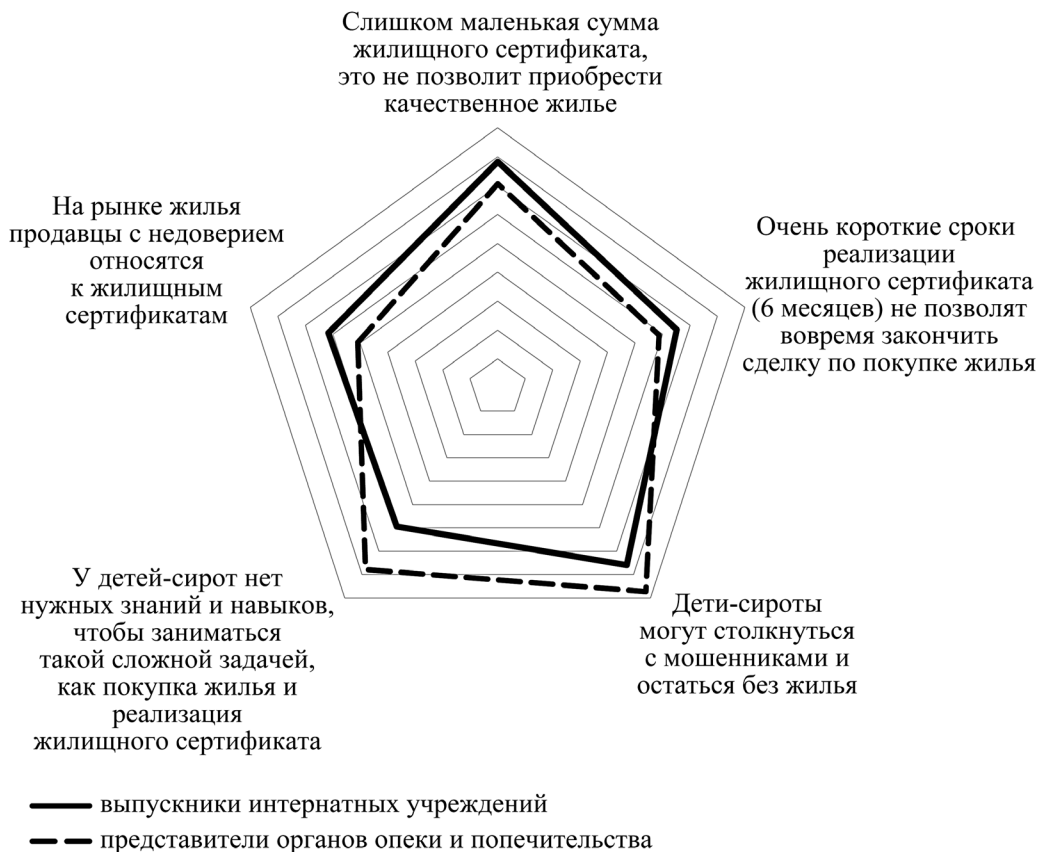 Слишком маленькая сумма
жилищного сертификата,
это не позволит приобрести
качественное жилье
На рынке жилья
продавцы с недоверием
относятся
к жилищным
сертификатам
Очень короткие сроки
реализации
жилищного сертификата
(6 месяцев) не позволят
вовремя закончить
сделку по покупке жилья
У детей-сирот нет
нужных знаний и навыков,
чтобы заниматься
такой сложной задачей,
как покупка жилья и
реализация
жилищного сертификата
Дети-сироты
могут столкнуться
с мошенниками и
остаться без жилья
выпускники интернатных учреждений
представители органов опеки и попечительства